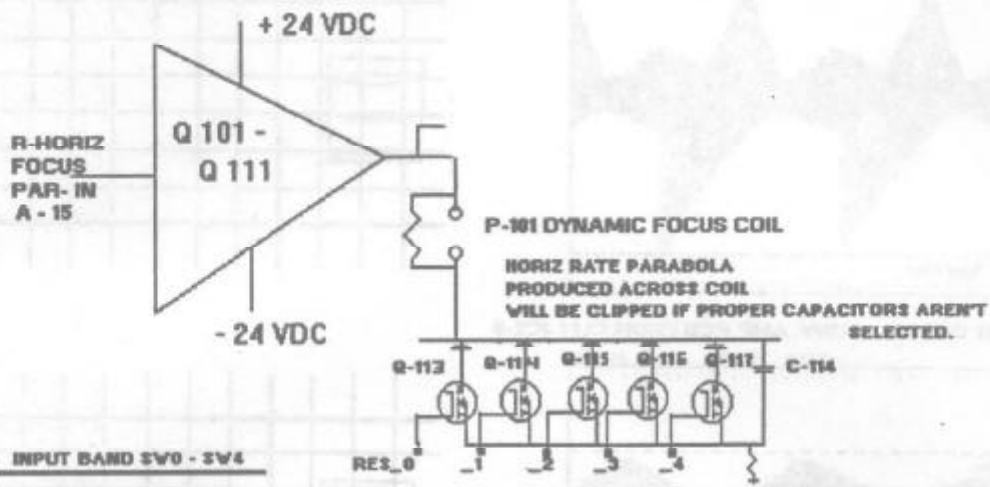 + 24 VDC
Q 101 -
Q 111
R-HORIZ
FOCUS
PAR- IN
A - 15
- 24 VDC
P-101 DYNAMIC FOCUS COIL
HORIZ RATE PARABOLA
PRODUCED ACROSS COIL
WILL BE CLIPPED IF PROPER CAPACITORS AREN'T
SELECTED.
Q-113 Q-114 Q-115 Q-116 Q-117 C-114
INPUT BAND SW0 - SW4
RES_0 _1 _2 _3 _4